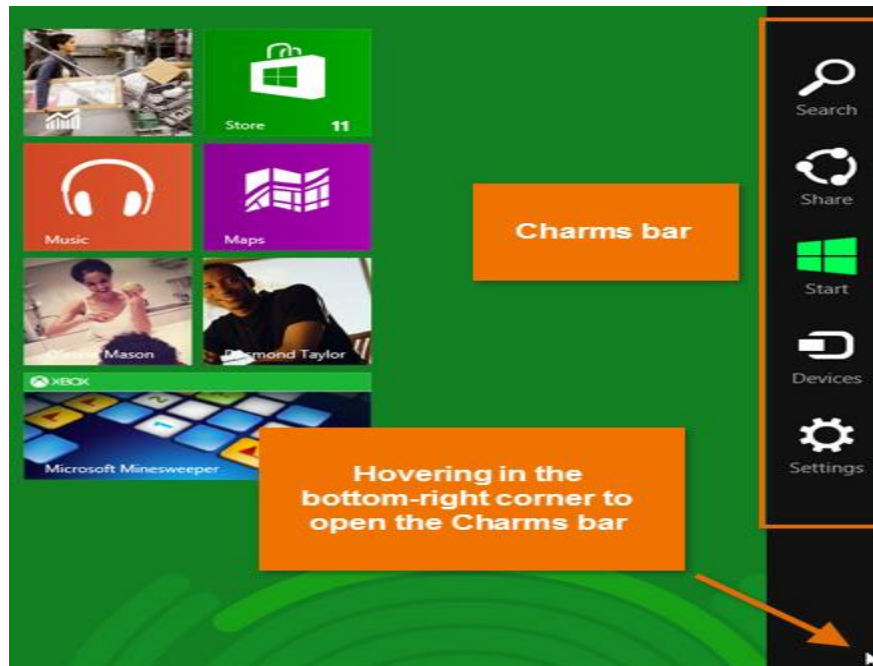 Store 11
Music
Maps
Mason
Desmond Taylor
XBOX
Microsoft Minesweeper
Charms bar
Hovering in the
bottom-right corner to
open the Charms bar
Search
Share
Start
Devices
Settings